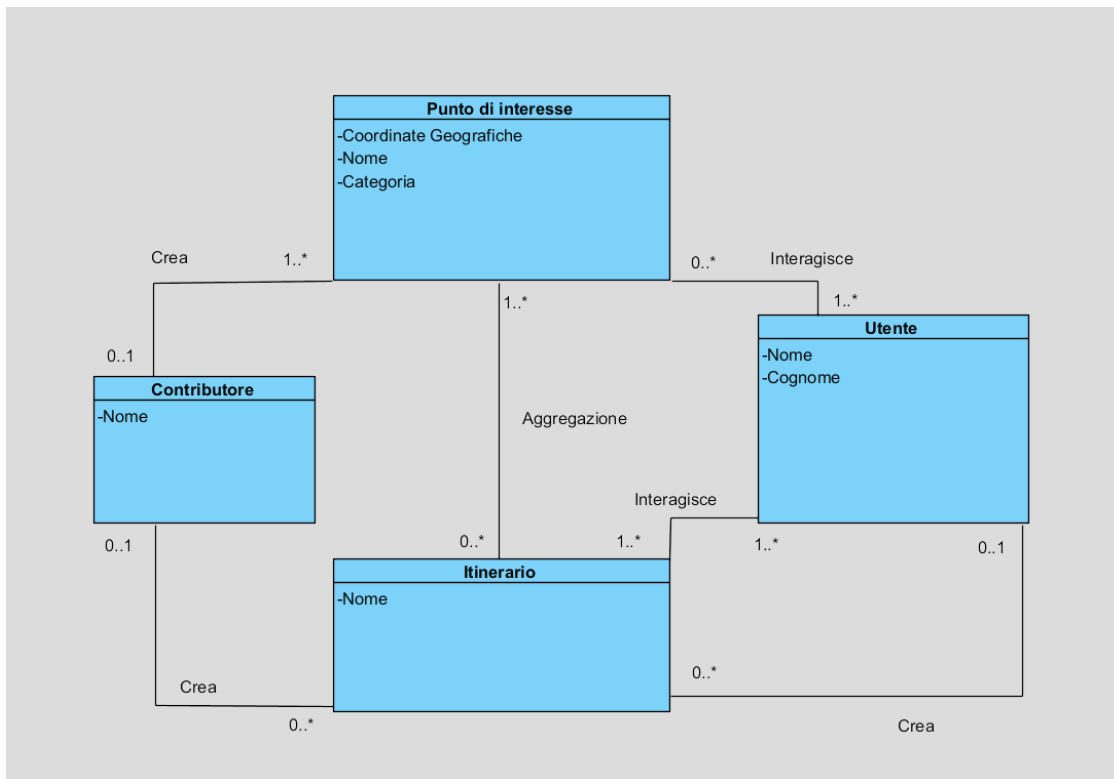 Punto di interesse
-Coordinate Geografiche
-Nome
-Categoria
Crea
1..*
0..*
Interagisce
1..*
1..*
Utente
-Nome
-Cognome
0..1
Contributore
-Nome
Aggregazione
Interagisce
0..1
0..*
1..*
1..*
0..1
Itinerario
-Nome
0..*
Crea
0..*
Crea